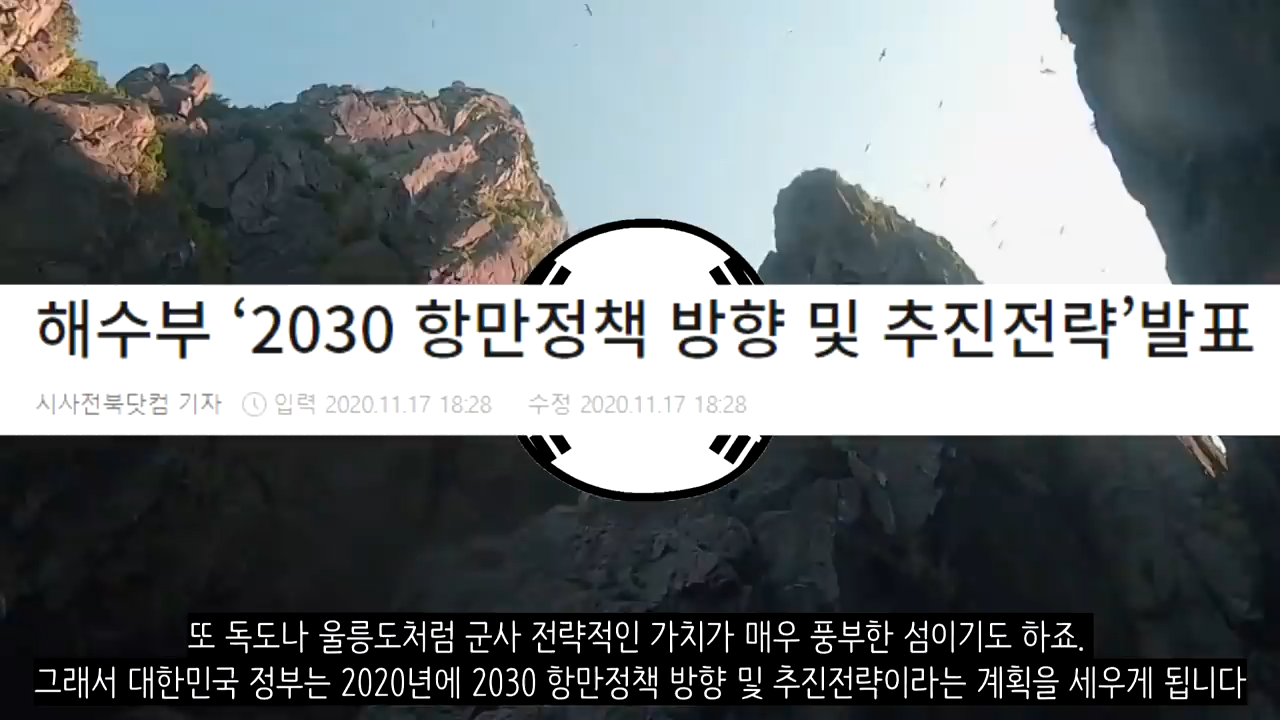 해수부 ‘2030 항만정책 방향 및 추진전략’발표
시사전북닷컴 기자 입력 2020.11.17 18:28 수정 2020.11.17 18:28
또 독도나 울릉도처럼 군사 전략적인 가치가 매우 풍부한 섬이기도 하죠.
그래서 대한민국 정부는 2020년에 2030 항만정책 방향 및 추진전략이라는 계획을 세우게 됩니다